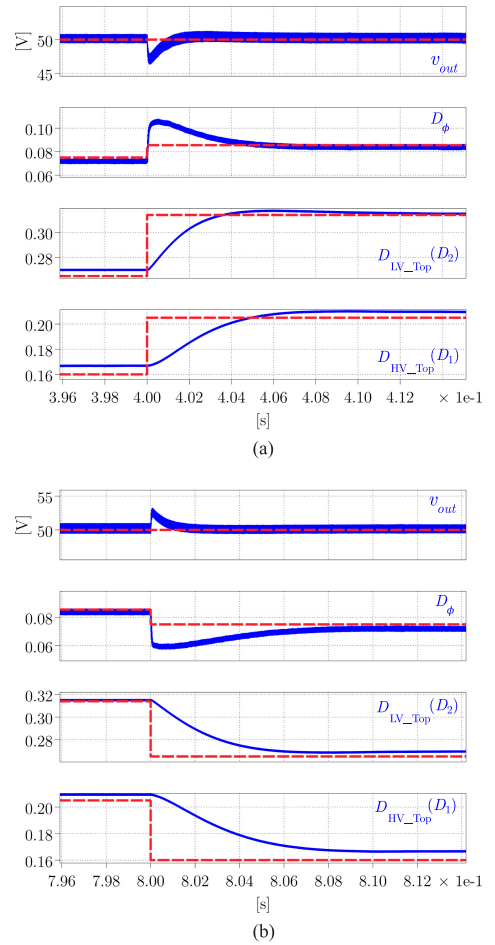 [V]
50
45
v_out
0.10
0.08
0.06
D_ϕ
0.30
0.28
D_LV_Top(D_2)
0.20
0.18
0.16
D_HV_Top(D_1)
3.96 3.98 4.00 4.02 4.04 4.06 4.08 4.10 4.12 × 1e-1
[s]
(a)
[V]
55
50
v_out
0.08
0.06
D_ϕ
0.32
0.30
0.28
D_LV_Top(D_2)
0.20
0.18
0.16
D_HV_Top(D_1)
7.96 7.98 8.00 8.02 8.04 8.06 8.08 8.10 8.12 × 1e-1
[s]
(b)